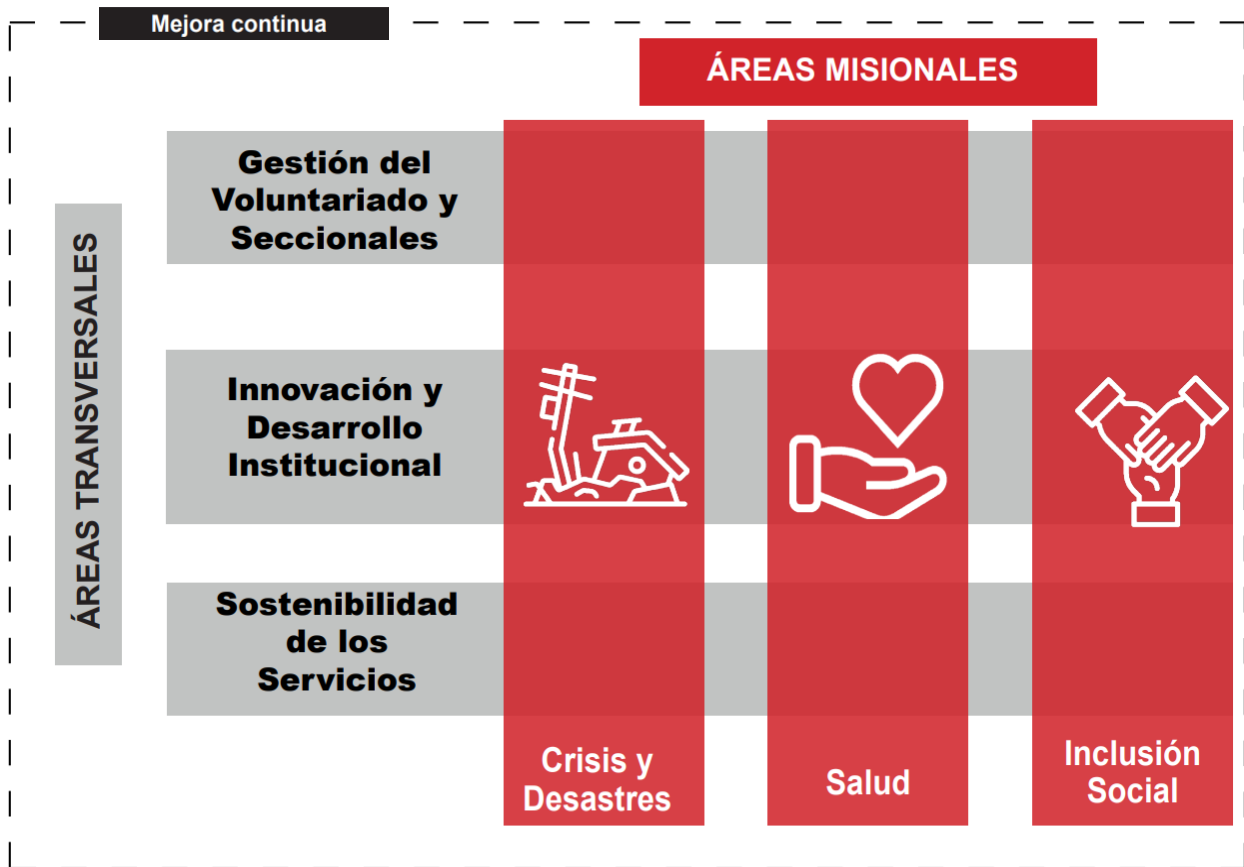 Mejora continua
ÁREAS MISIONALES
ÁREAS TRANSVERSALES
Gestión del
Voluntariado y
Seccionales
Innovación y
Desarrollo
Institucional
Sostenibilidad
de los
Servicios
Crisis y
Desastres
Salud
Inclusión
Social